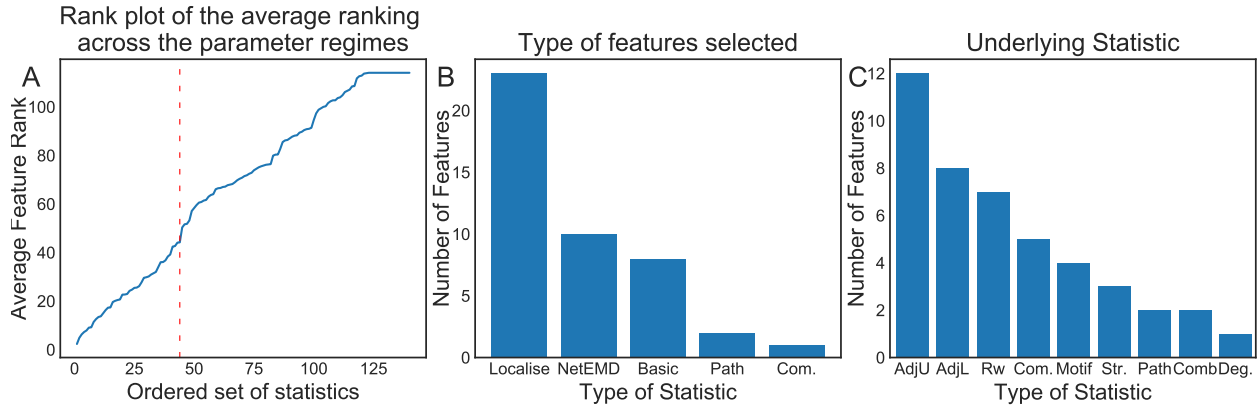 Rank plot of the average ranking
across the parameter regimes
A
Average Feature Rank
100
80
60
40
20
0
0 25 50 75 100 125
Ordered set of statistics
Type of features selected
B
Number of Features
20
15
10
5
0
Localise NetEMD Basic Path Com.
Type of Statistic
Underlying Statistic
C
Number of Features
12
10
8
6
4
2
0
AdjU AdjL Rw Com. Motif Str. Path Comb Deg.
Type of Statistic